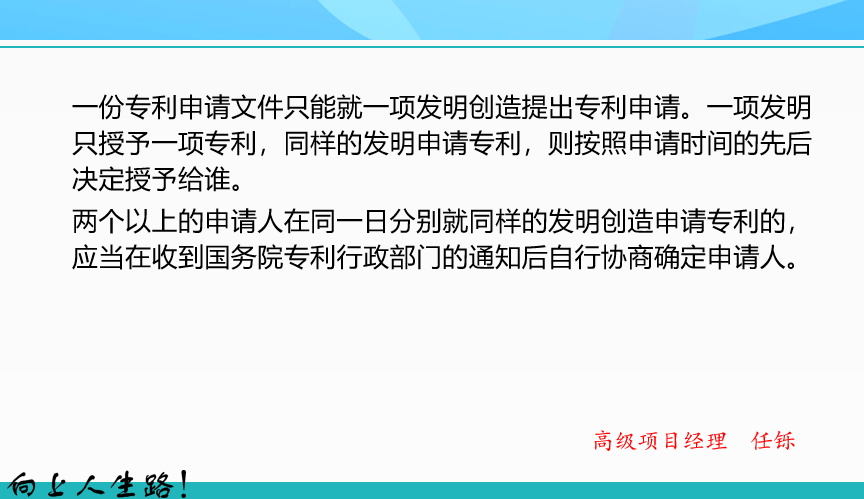 一份专利申请文件只能就一项发明创造提出专利申请。一项发明
只授予一项专利，同样的发明申请专利，则按照申请时间的先后
决定授予给谁。
两个以上的申请人在同一日分别就同样的发明创造申请专利的，
应当在收到国务院专利行政部门的通知后自行协商确定申请人。
高级项目经理 任铄
向上人生路！